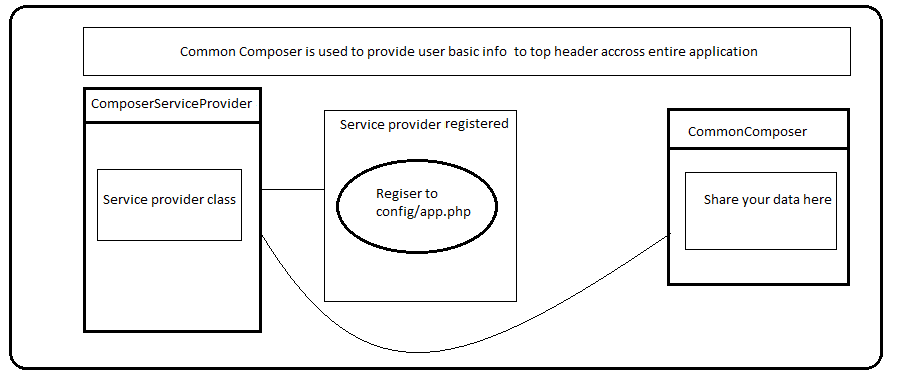 Common Composer is used to provide user basic info to top header accross entire application
ComposerServiceProvider
Service provider class
Service provider registered
Regiser to
config/app.php
CommonComposer
Share your data here